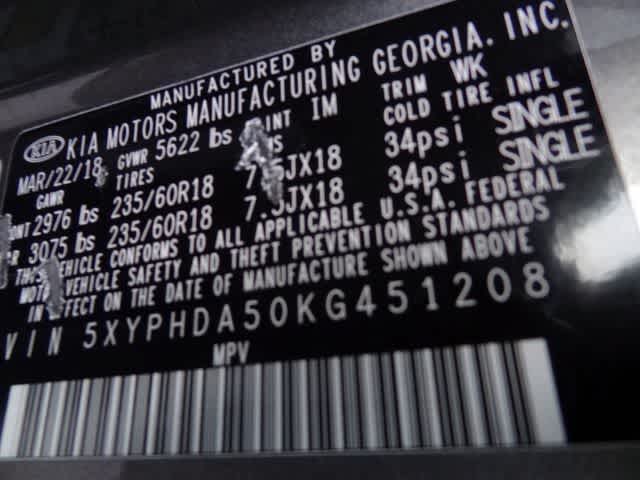 MANUFACTURED BY
KIA KIA MOTORS MANUFACTURING GEORGIA. INC.
MAR/22/18 GVWR 5622 lbs IM TRIM WK
GAWR TIRES COLD TIRE INFL
2976 lbs 235/60R18 34psi SINGLE
3075 lbs 235/60R18 7.5JX18 34psi SINGLE
THIS VEHICLE CONFORMS TO ALL APPLICABLE U.S.A. FEDERAL
MOTOR VEHICLE SAFETY AND THEFT PREVENTION STANDARDS
IN EFFECT ON THE DATE OF MANUFACTURE SHOWN ABOVE
VIN 5XYPHDA50KG451208
MPV